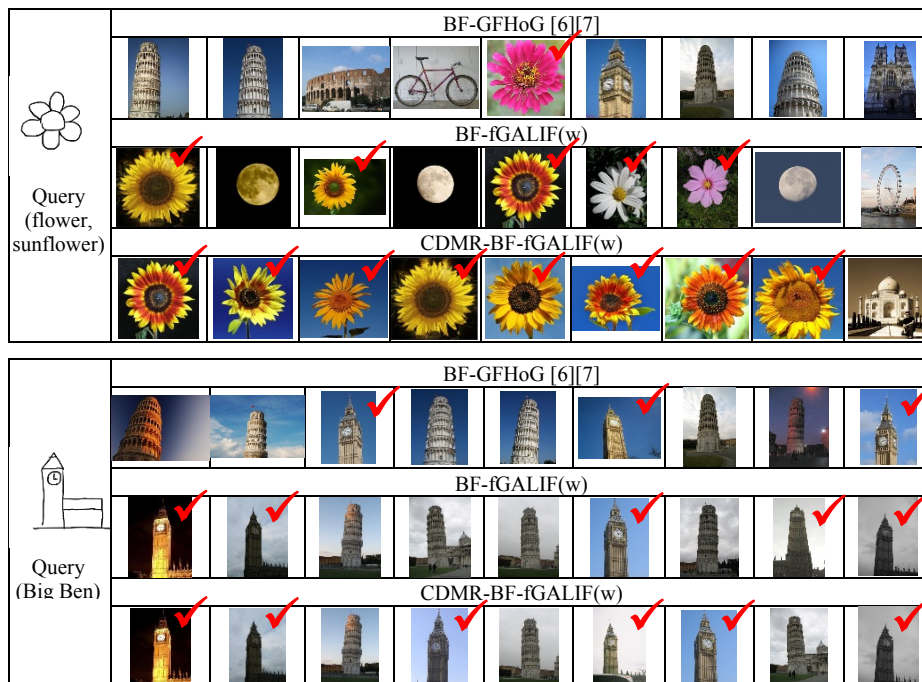 BF-GFHoG [6][7]
BF-fGALIF(w)
Query
(flower,
sunflower)
CDMR-BF-fGALIF(w)
BF-GFHoG [6][7]
BF-fGALIF(w)
Query
(Big Ben)
CDMR-BF-fGALIF(w)